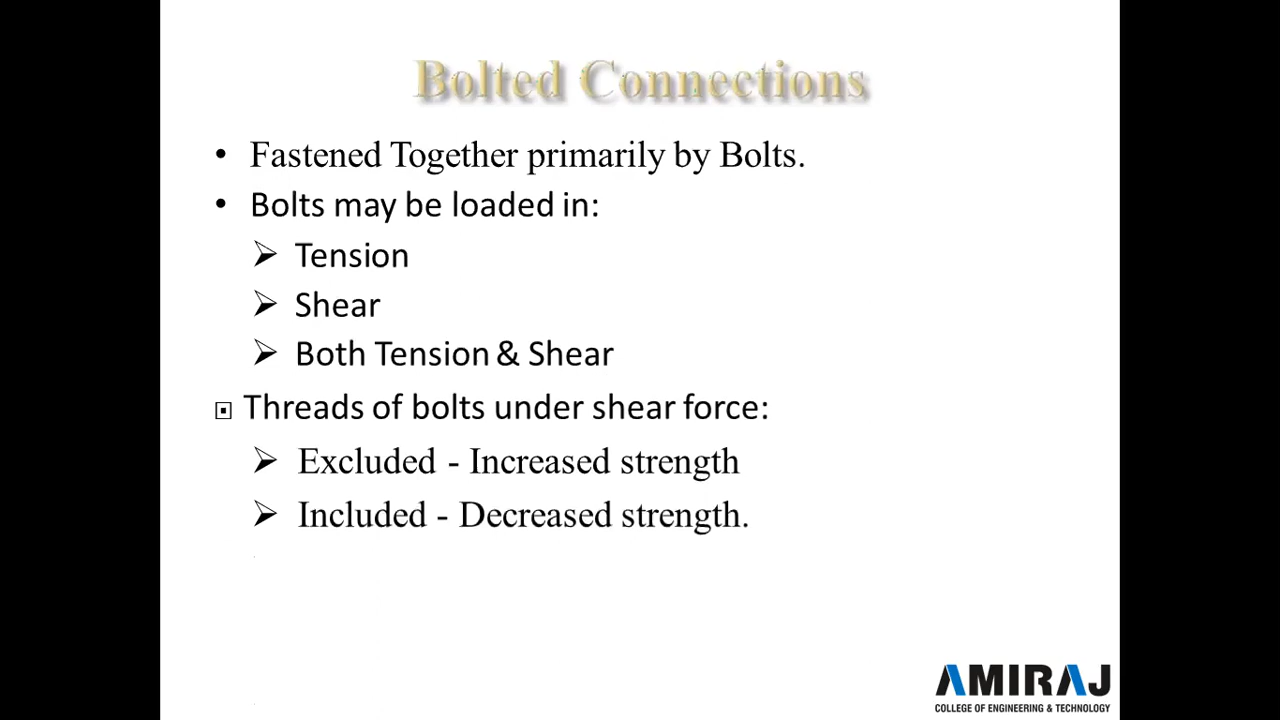 Bolted Connections
• Fastened Together primarily by Bolts.
• Bolts may be loaded in:
➢ Tension
➢ Shear
➢ Both Tension & Shear
⊡ Threads of bolts under shear force:
➢ Excluded - Increased strength
➢ Included - Decreased strength.
AMIRAJ
COLLEGE OF ENGINEERING & TECHNOLOGY